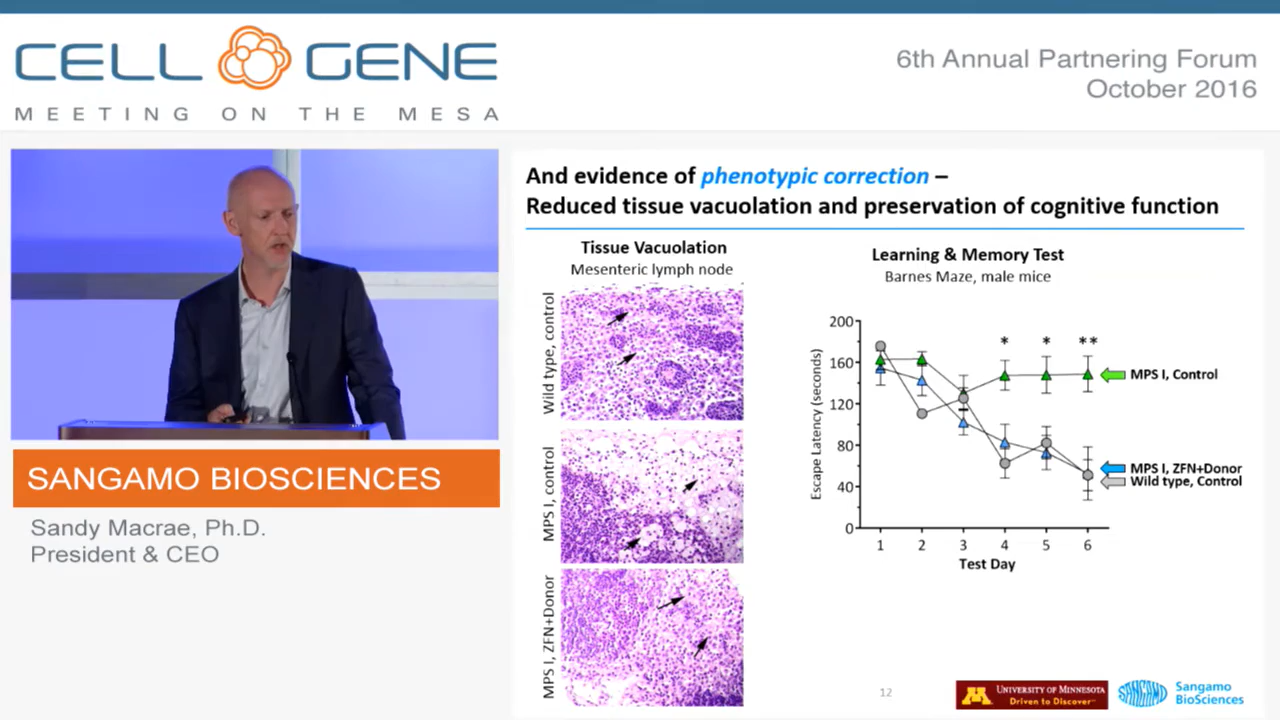 CELL GENE
MEETING ON THE MESA
6th Annual Partnering Forum
October 2016
SANGAMO BIOSCIENCES
Sandy Macrae, Ph.D.
President & CEO
And evidence of phenotypic correction –
Reduced tissue vacuolation and preservation of cognitive function
Tissue Vacuolation
Mesenteric lymph node
Wild type, control
MPS I, control
MPS I, ZFN+Donor
Learning & Memory Test
Barnes Maze, male mice
Escape Latency (seconds)
200
160
120
80
40
0
* * **
MPS I, Control
MPS I, ZFN+Donor
Wild type, Control
1 2 3 4 5 6
Test Day
12
M
UNIVERSITY OF MINNESOTA
Driven to Discover℠
SANGAMO
Sangamo
BioSciences